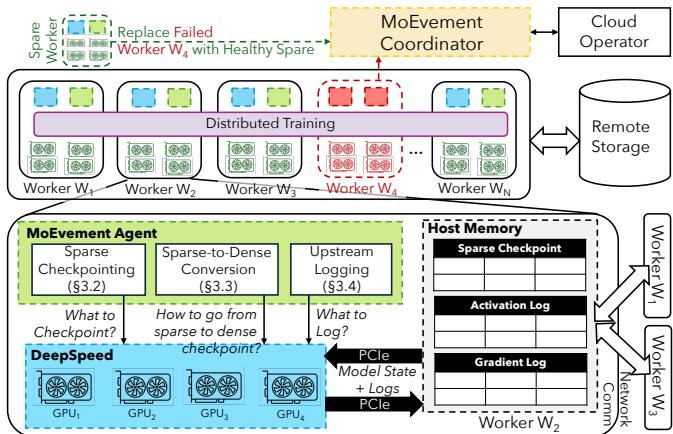 Spare
Worker
Replace Failed
Worker W4 with Healthy Spare
MoEvement
Coordinator
Cloud
Operator
Distributed Training
Remote
Storage
...
Worker W1
Worker W2
Worker W3
Worker W4
Worker WN
MoEvement Agent
Sparse
Checkpointing
(§3.2)
Sparse-to-Dense
Conversion
(§3.3)
Upstream
Logging
(§3.4)
What to
Checkpoint?
How to go from
sparse to dense
checkpoint?
What to
Log?
DeepSpeed
GPU1
GPU2
GPU3
GPU4
PCIe
Model State
+ Logs
PCIe
Host Memory
Sparse Checkpoint
Activation Log
Gradient Log
Worker W2
Network
Comm
Worker W1
Worker W3